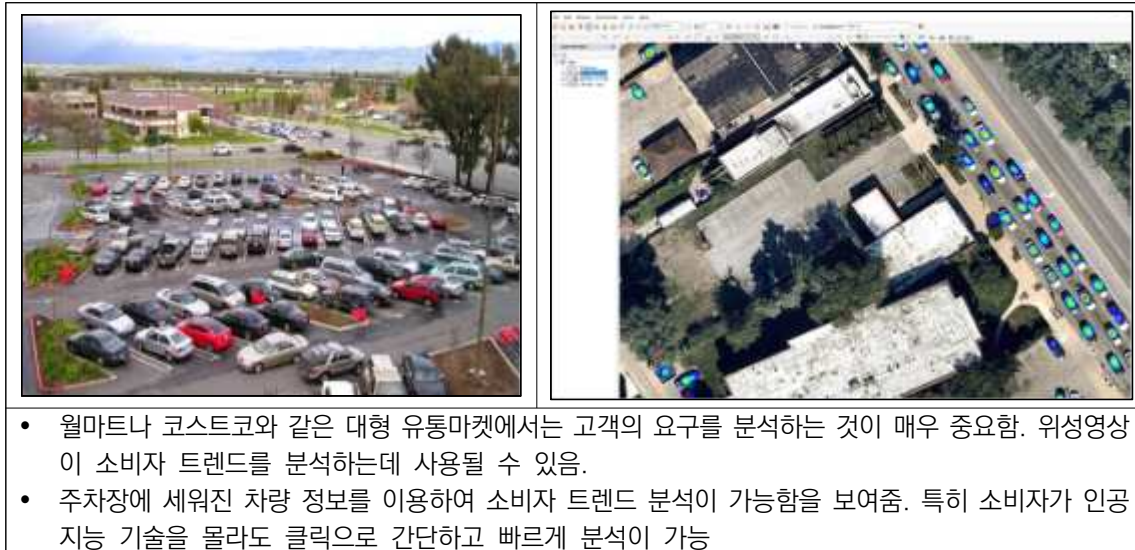 • 월마트나 코스트코와 같은 대형 유통마켓에서는 고객의 요구를 분석하는 것이 매우 중요함. 위성영상
이 소비자 트렌드를 분석하는데 사용될 수 있음.
• 주차장에 세워진 차량 정보를 이용하여 소비자 트렌드 분석이 가능함을 보여줌. 특히 소비자가 인공
지능 기술을 몰라도 클릭으로 간단하고 빠르게 분석이 가능